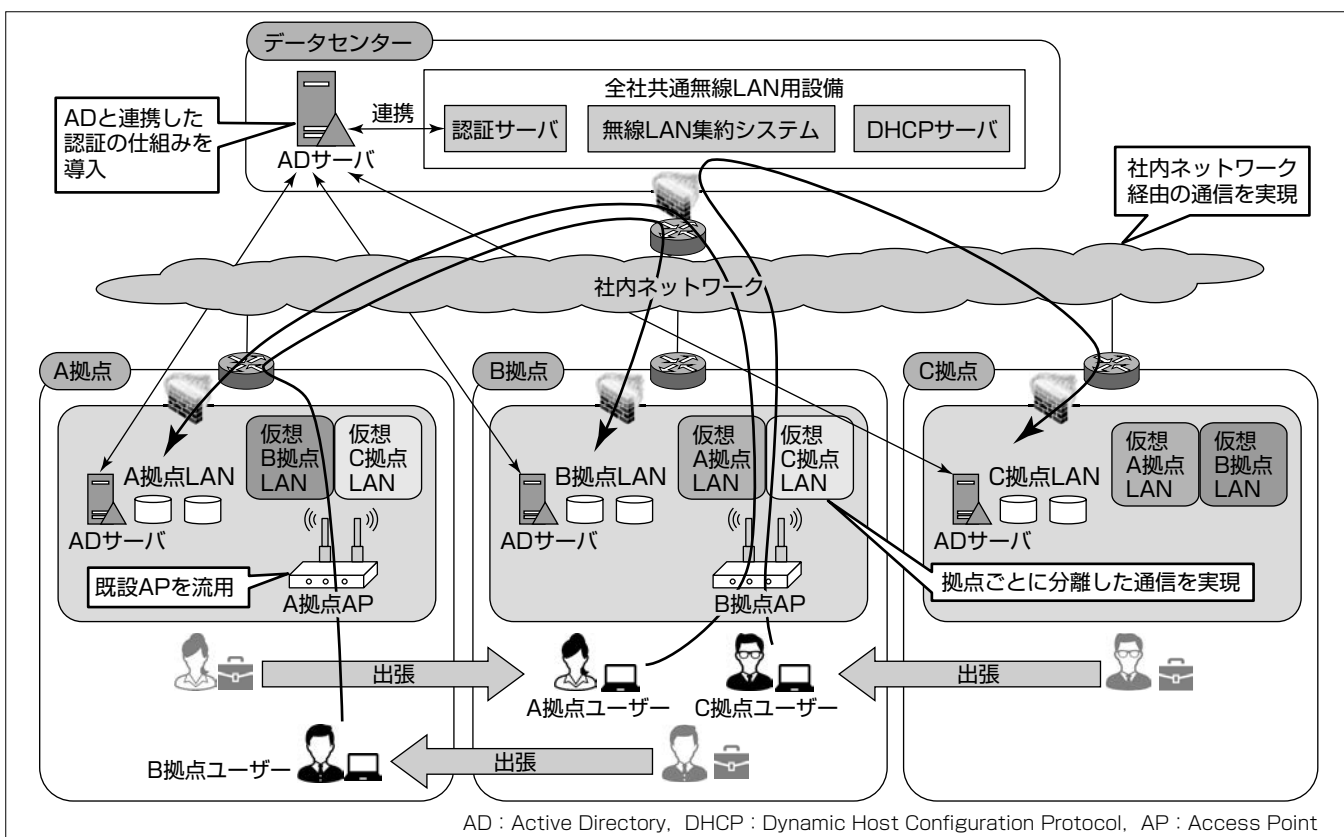 データセンター
ADと連携した
認証の仕組みを
導入
連携
ADサーバ
全社共通無線LAN用設備
認証サーバ
無線LAN集約システム
DHCPサーバ
社内ネットワーク
経由の通信を実現
社内ネットワーク
A拠点
A拠点LAN
仮想
B拠点
LAN
仮想
C拠点
LAN
ADサーバ
既設APを流用
A拠点AP
B拠点
B拠点LAN
仮想
A拠点
LAN
仮想
C拠点
LAN
ADサーバ
B拠点AP
C拠点
C拠点LAN
仮想
A拠点
LAN
仮想
B拠点
LAN
ADサーバ
拠点ごとに分離した通信を実現
出張
A拠点ユーザー
C拠点ユーザー
出張
B拠点ユーザー
出張
AD：Active Directory, DHCP：Dynamic Host Configuration Protocol, AP：Access Point